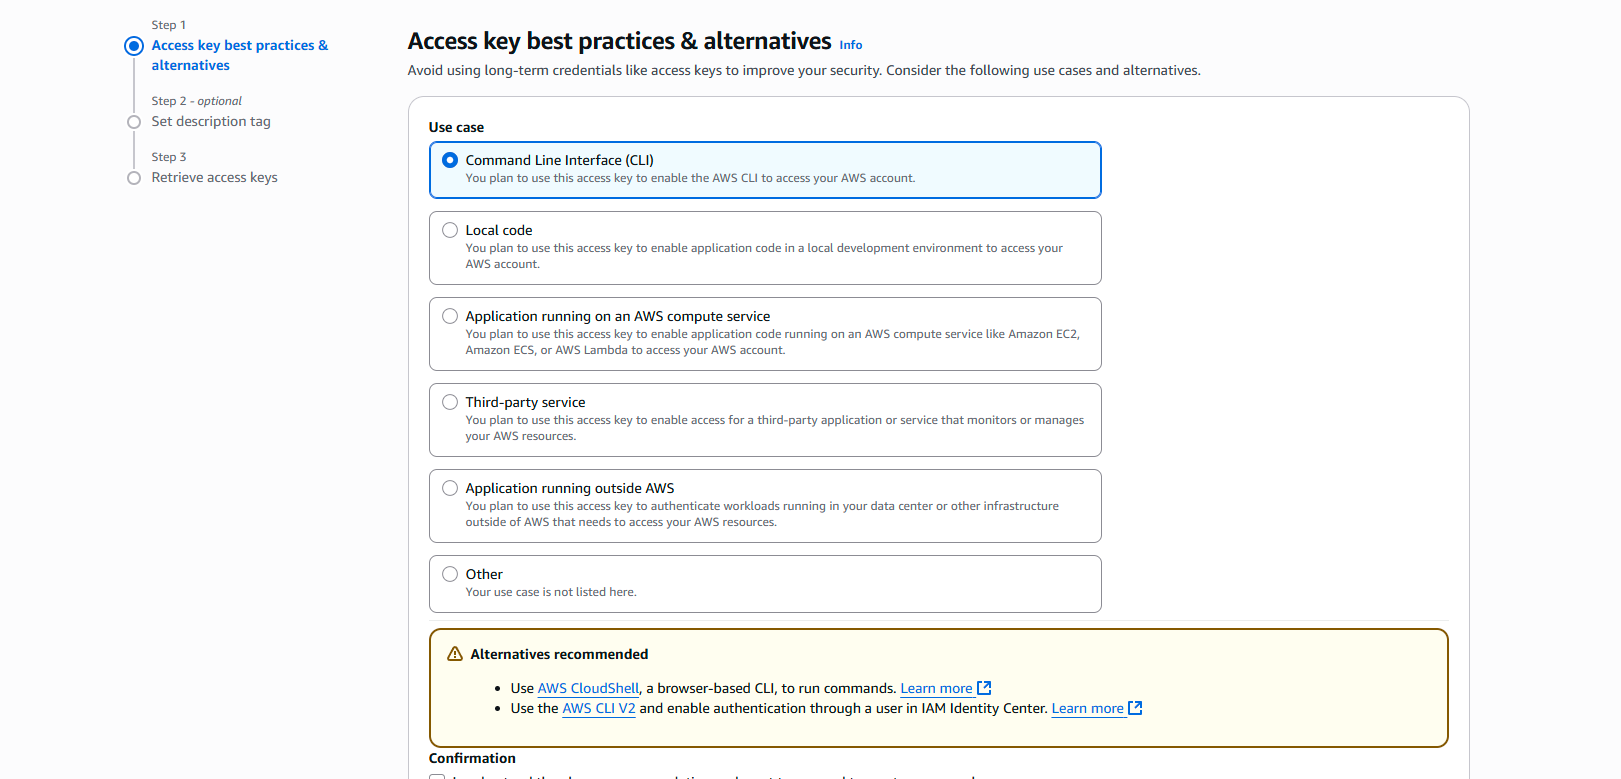 Step 1
Access key best practices &
alternatives
Step 2 - optional
Set description tag
Step 3
Retrieve access keys
Access key best practices & alternatives Info
Avoid using long-term credentials like access keys to improve your security. Consider the following use cases and alternatives.
Use case
Command Line Interface (CLI)
You plan to use this access key to enable the AWS CLI to access your AWS account.
Local code
You plan to use this access key to enable application code in a local development environment to access your
AWS account.
Application running on an AWS compute service
You plan to use this access key to enable application code running on an AWS compute service like Amazon EC2,
Amazon ECS, or AWS Lambda to access your AWS account.
Third-party service
You plan to use this access key to enable access for a third-party application or service that monitors or manages
your AWS resources.
Application running outside AWS
You plan to use this access key to authenticate workloads running in your data center or other infrastructure
outside of AWS that needs to access your AWS resources.
Other
Your use case is not listed here.
Alternatives recommended
• Use AWS CloudShell, a browser-based CLI, to run commands. Learn more
• Use the AWS CLI V2 and enable authentication through a user in IAM Identity Center. Learn more
Confirmation